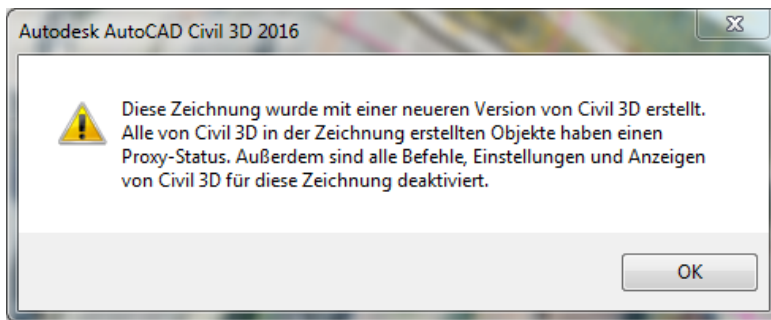 Autodesk AutoCAD Civil 3D 2016
Diese Zeichnung wurde mit einer neueren Version von Civil 3D erstellt.
Alle von Civil 3D in der Zeichnung erstellten Objekte haben einen
Proxy-Status. Außerdem sind alle Befehle, Einstellungen und Anzeigen
von Civil 3D für diese Zeichnung deaktiviert.
OK